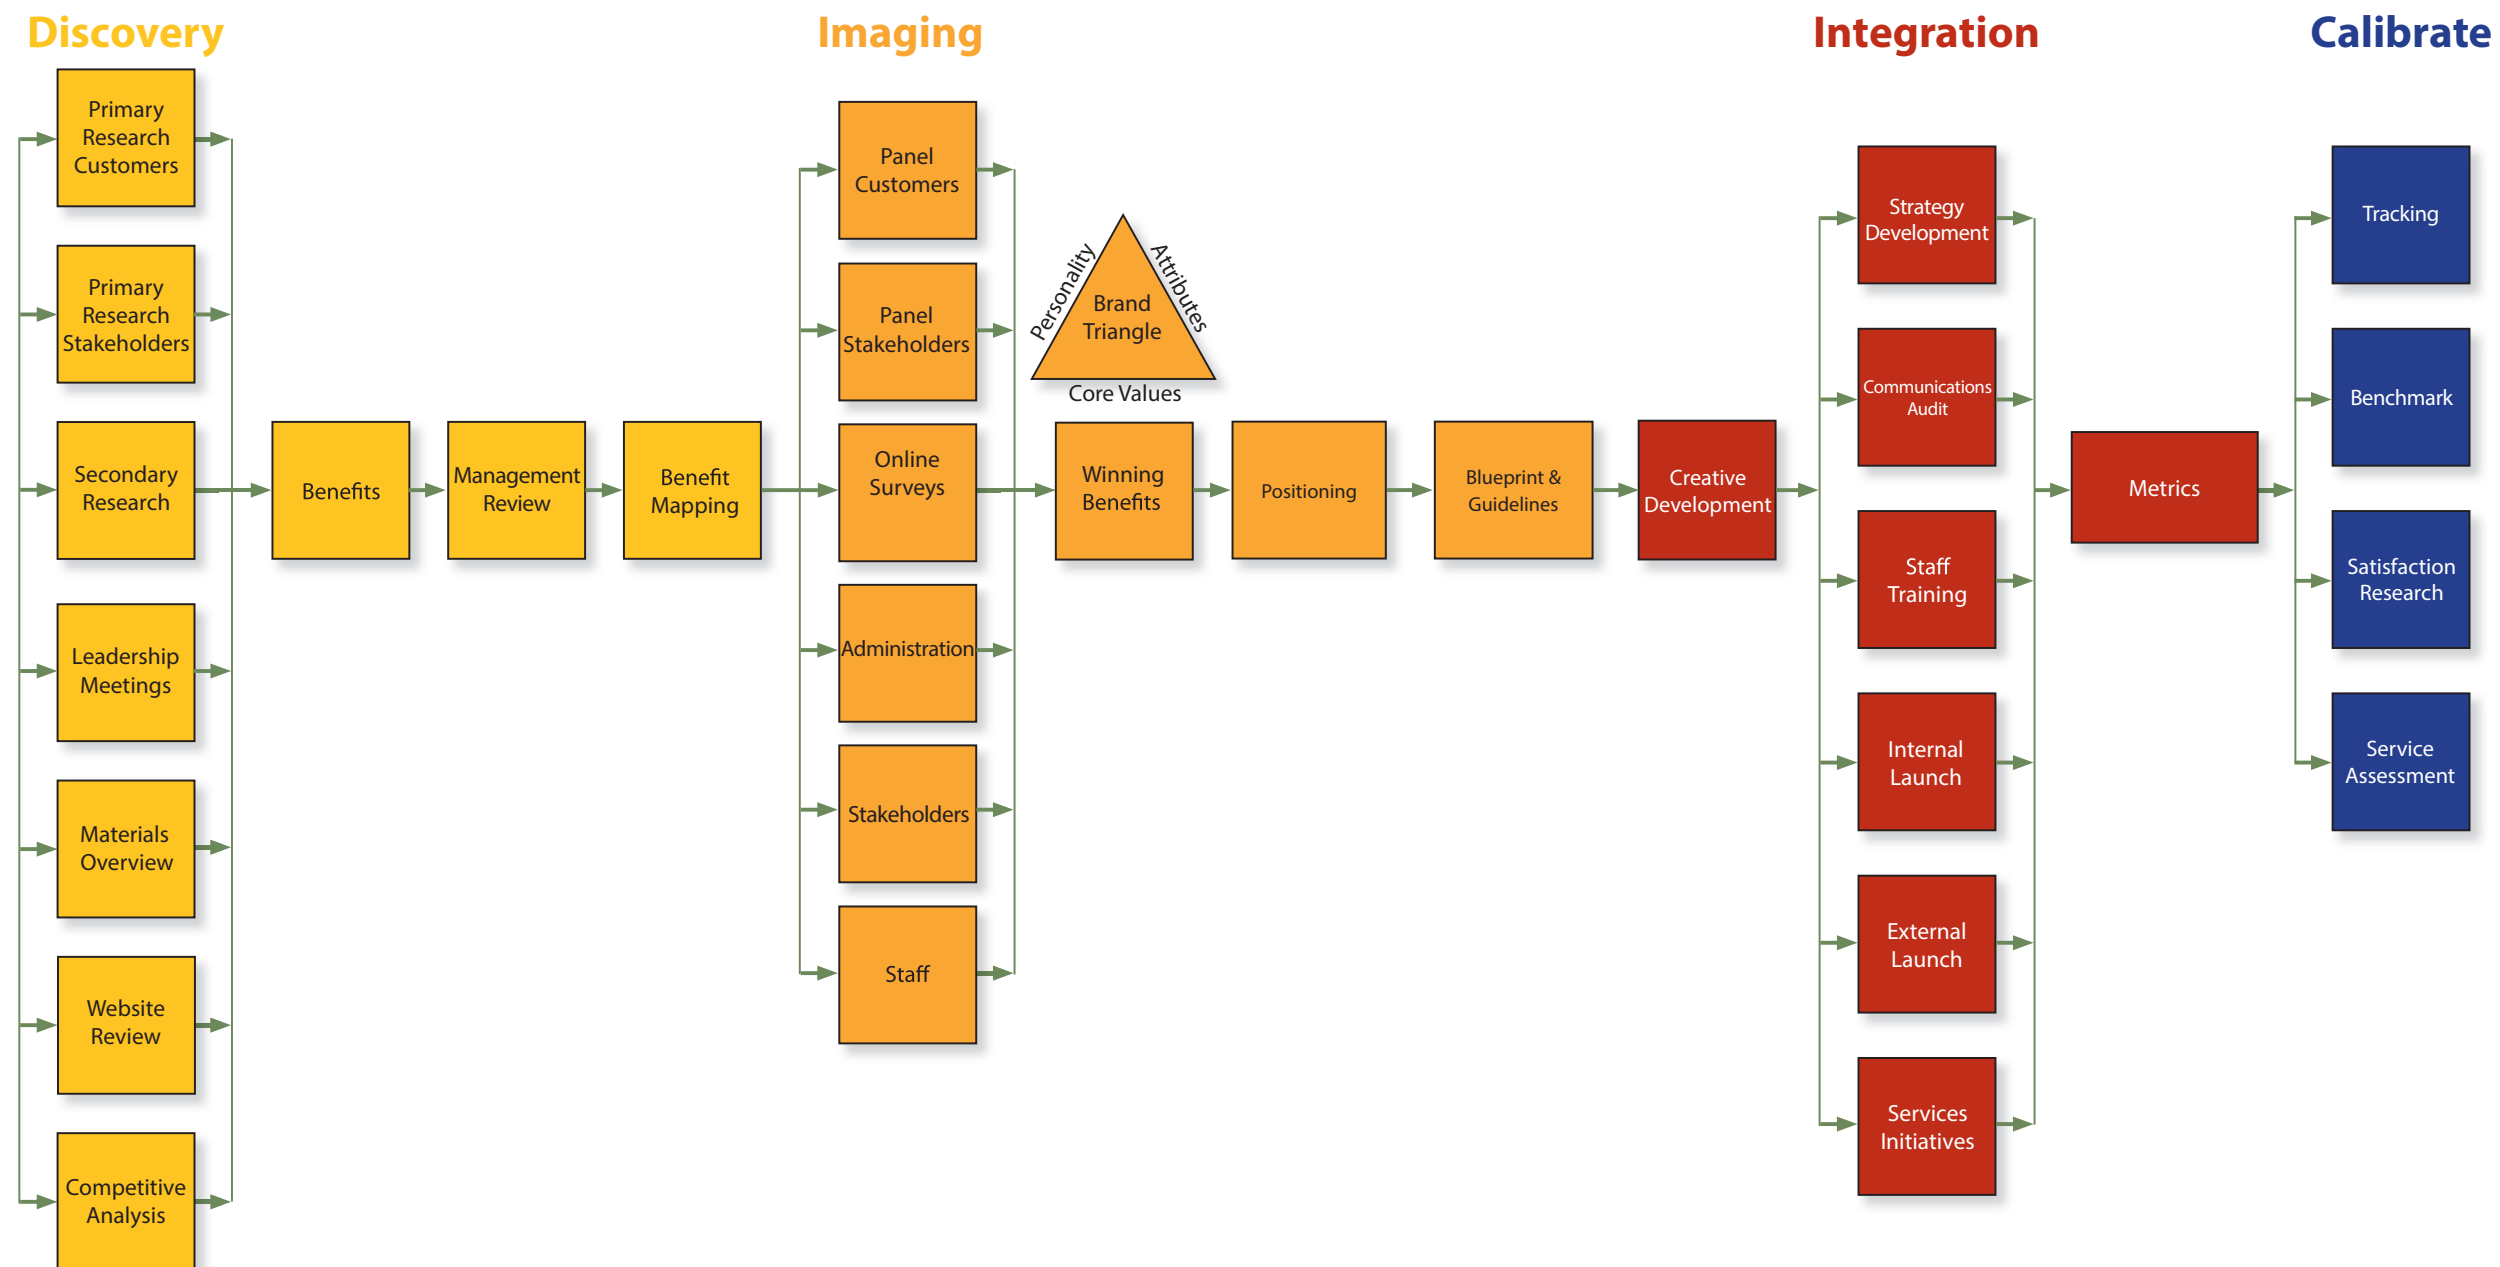 Discovery
Imaging
Integration
Calibrate
Primary
Research
Customers
Primary
Research
Stakeholders
Secondary
Research
Leadership
Meetings
Materials
Overview
Website
Review
Competitive
Analysis
Benefits
Management
Review
Benefit
Mapping
Panel
Customers
Panel
Stakeholders
Online
Surveys
Administration
Stakeholders
Staff
Personality
Attributes
Brand
Triangle
Core Values
Winning
Benefits
Positioning
Blueprint &
Guidelines
Creative
Development
Strategy
Development
Communications
Audit
Staff
Training
Internal
Launch
External
Launch
Services
Initiatives
Metrics
Tracking
Benchmark
Satisfaction
Research
Service
Assessment